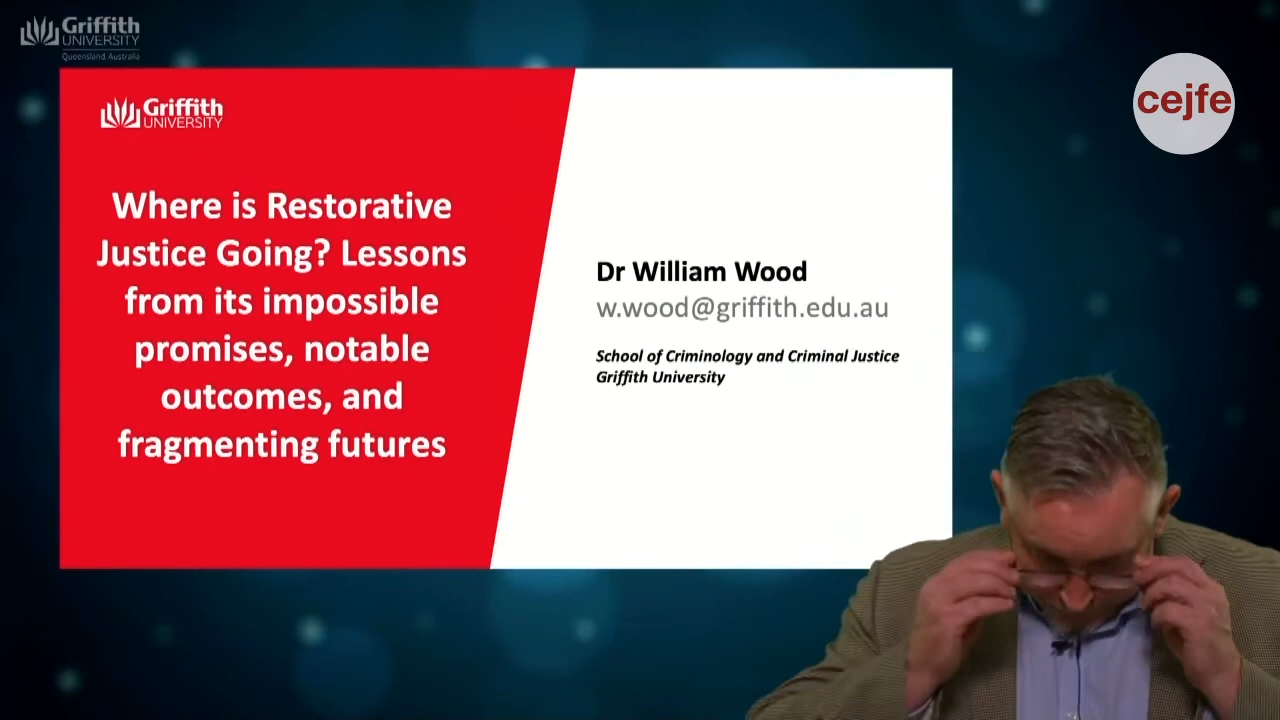 Griffith
UNIVERSITY
Queensland, Australia
Griffith
UNIVERSITY
cejfe
Where is Restorative
Justice Going? Lessons
from its impossible
promises, notable
outcomes, and
fragmenting futures
Dr William Wood
w.wood@griffith.edu.au
School of Criminology and Criminal Justice
Griffith University